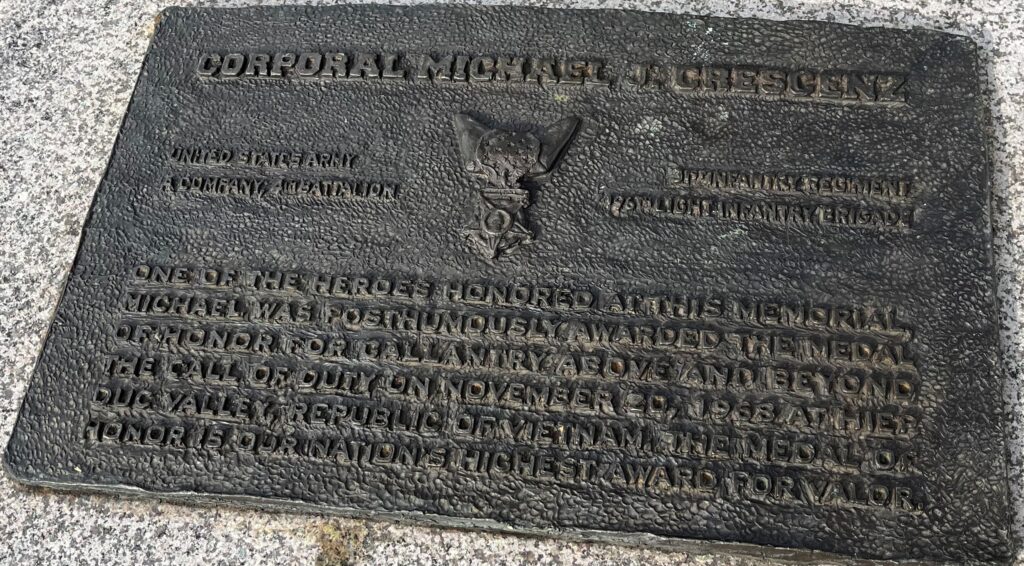 CORPORAL MICHAEL J. CRESCENZ
UNITED STATES ARMY
A COMPANY, 4TH BATTALION
31ST INFANTRY REGIMENT
196TH LIGHT INFANTRY BRIGADE
ONE OF THE HEROES HONORED AT THIS MEMORIAL,
MICHAEL WAS POSTHUMOUSLY AWARDED THE MEDAL
OF HONOR FOR GALLANTRY ABOVE AND BEYOND
THE CALL OF DUTY ON NOVEMBER 20, 1968 AT HIEP
DUC VALLEY, REPUBLIC OF VIETNAM. THE MEDAL OF
HONOR IS OUR NATION'S HIGHEST AWARD FOR VALOR.